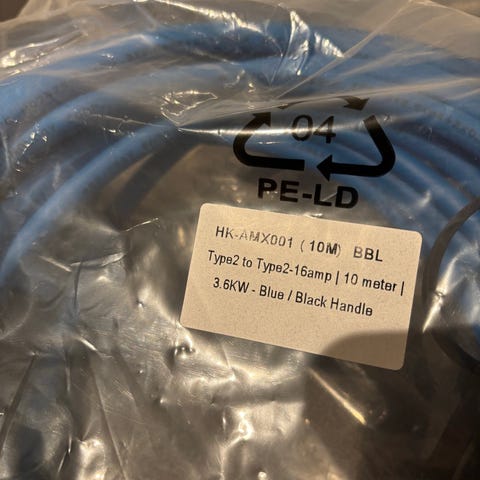 04
PE-LD
HK-AMX001 ( 10M) BBL
Type2 to Type2-16amp | 10 meter |
3.6KW - Blue / Black Handle